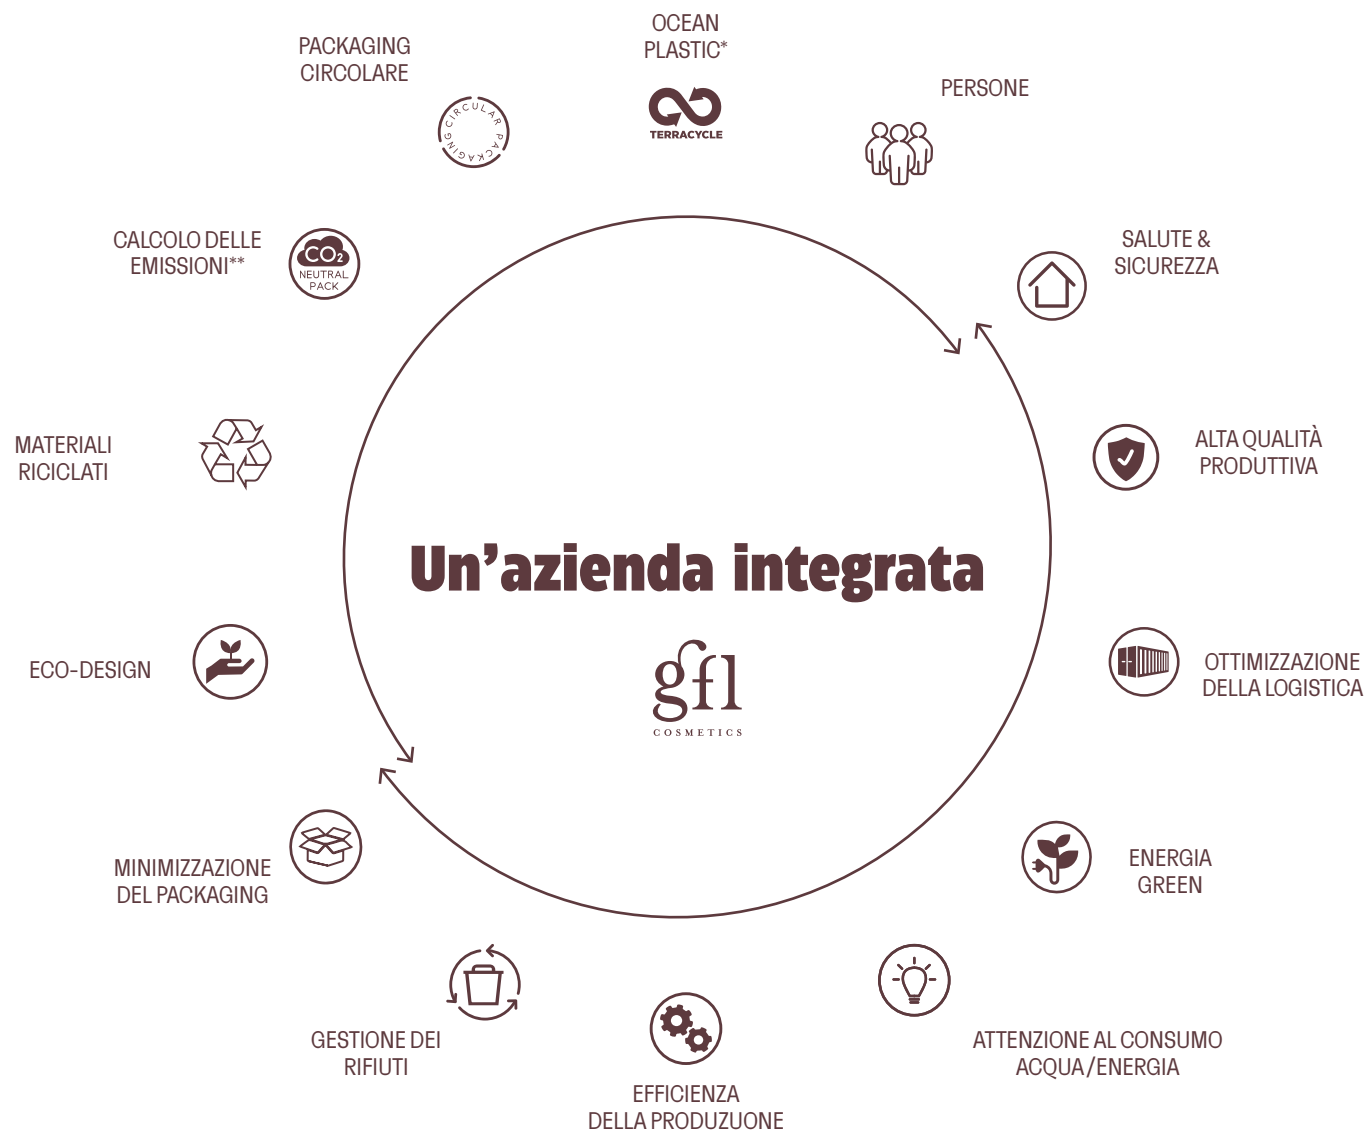 OCEAN
PLASTIC*
TERRACYCLE
PERSONE
SALUTE &
SICUREZZA
ALTA QUALITÀ
PRODUTTIVA
OTTIMIZZAZIONE
DELLA LOGISTICA
ENERGIA
GREEN
ATTENZIONE AL CONSUMO
ACQUA/ENERGIA
EFFICIENZA
DELLA PRODUZUONE
GESTIONE DEI
RIFIUTI
MINIMIZZAZIONE
DEL PACKAGING
ECO-DESIGN
MATERIALI
RICICLATI
CALCOLO DELLE
EMISSIONI**
CO2
NEUTRAL
PACK
PACKAGING
CIRCOLARE
CIRCULAR PACKAGING
Un’azienda integrata
gfl
COSMETICS